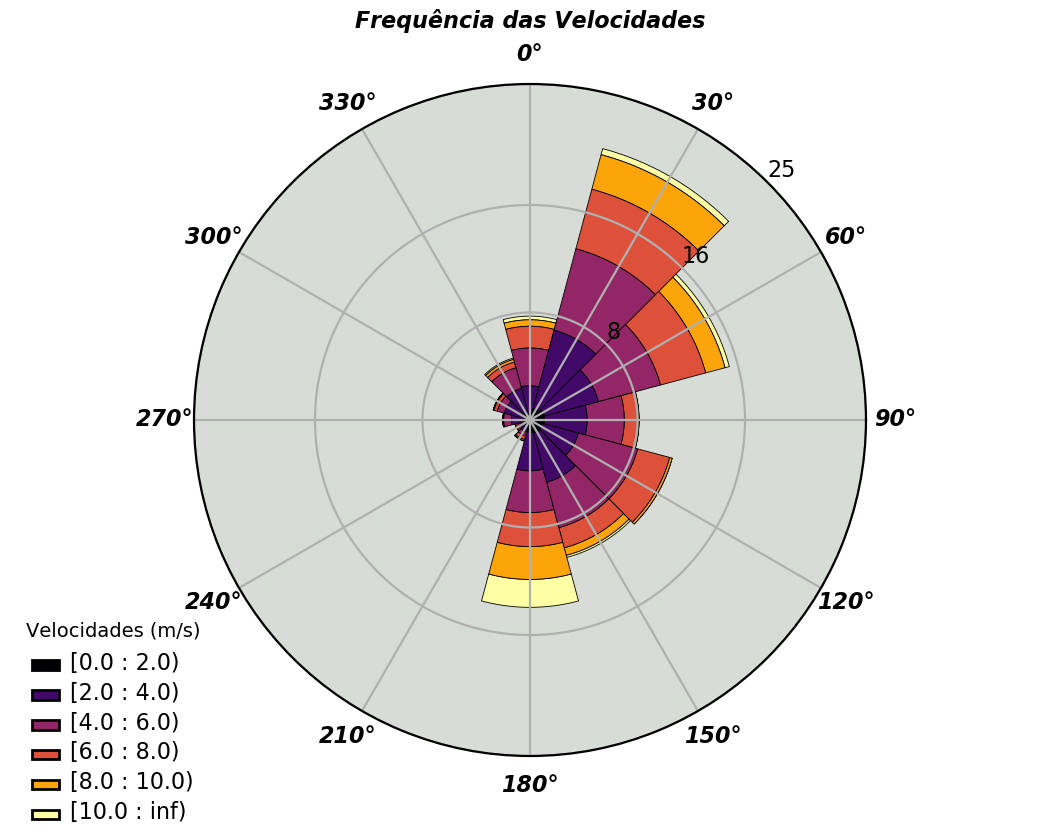 Frequência das Velocidades
0°
330°
30°
25
300°
60°
16
8
270°
90°
240°
120°
210°
150°
180°
Velocidades (m/s)
[0.0 : 2.0)
[2.0 : 4.0)
[4.0 : 6.0)
[6.0 : 8.0)
[8.0 : 10.0)
[10.0 : inf)